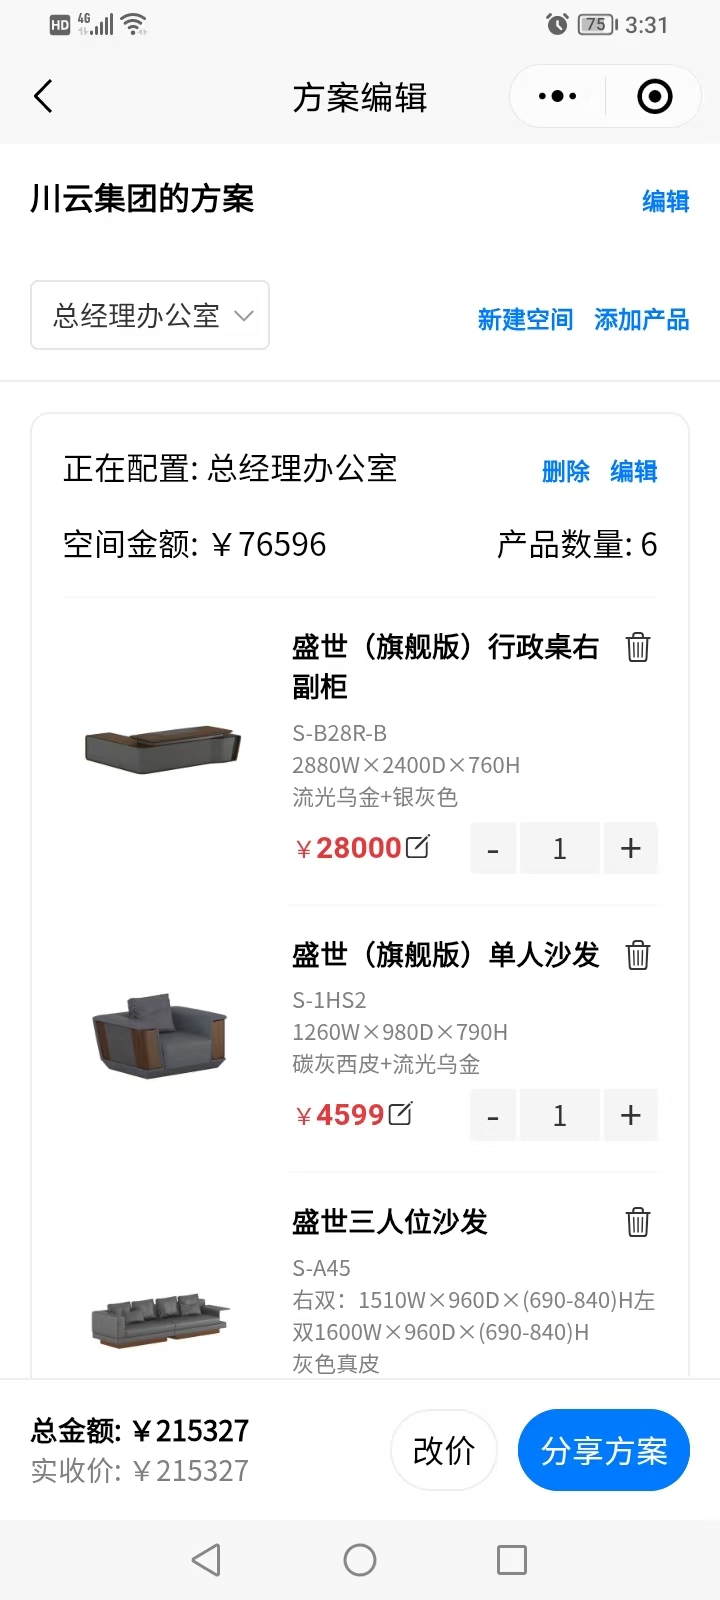 HD 4G 75 3:31
方案编辑
川云集团的方案 编辑
总经理办公室 新建空间 添加产品
正在配置: 总经理办公室 删除 编辑
空间金额: ￥76596 产品数量: 6
盛世（旗舰版）行政桌右
副柜
S-B28R-B
2880W×2400D×760H
流光乌金+银灰色
￥28000 - 1 +
盛世（旗舰版）单人沙发
S-1HS2
1260W×980D×790H
碳灰西皮+流光乌金
￥4599 - 1 +
盛世三人位沙发
S-A45
右双：1510W×960D×(690-840)H左
双1600W×960D×(690-840)H
灰色真皮
总金额: ￥215327
实收价: ￥215327
改价 分享方案